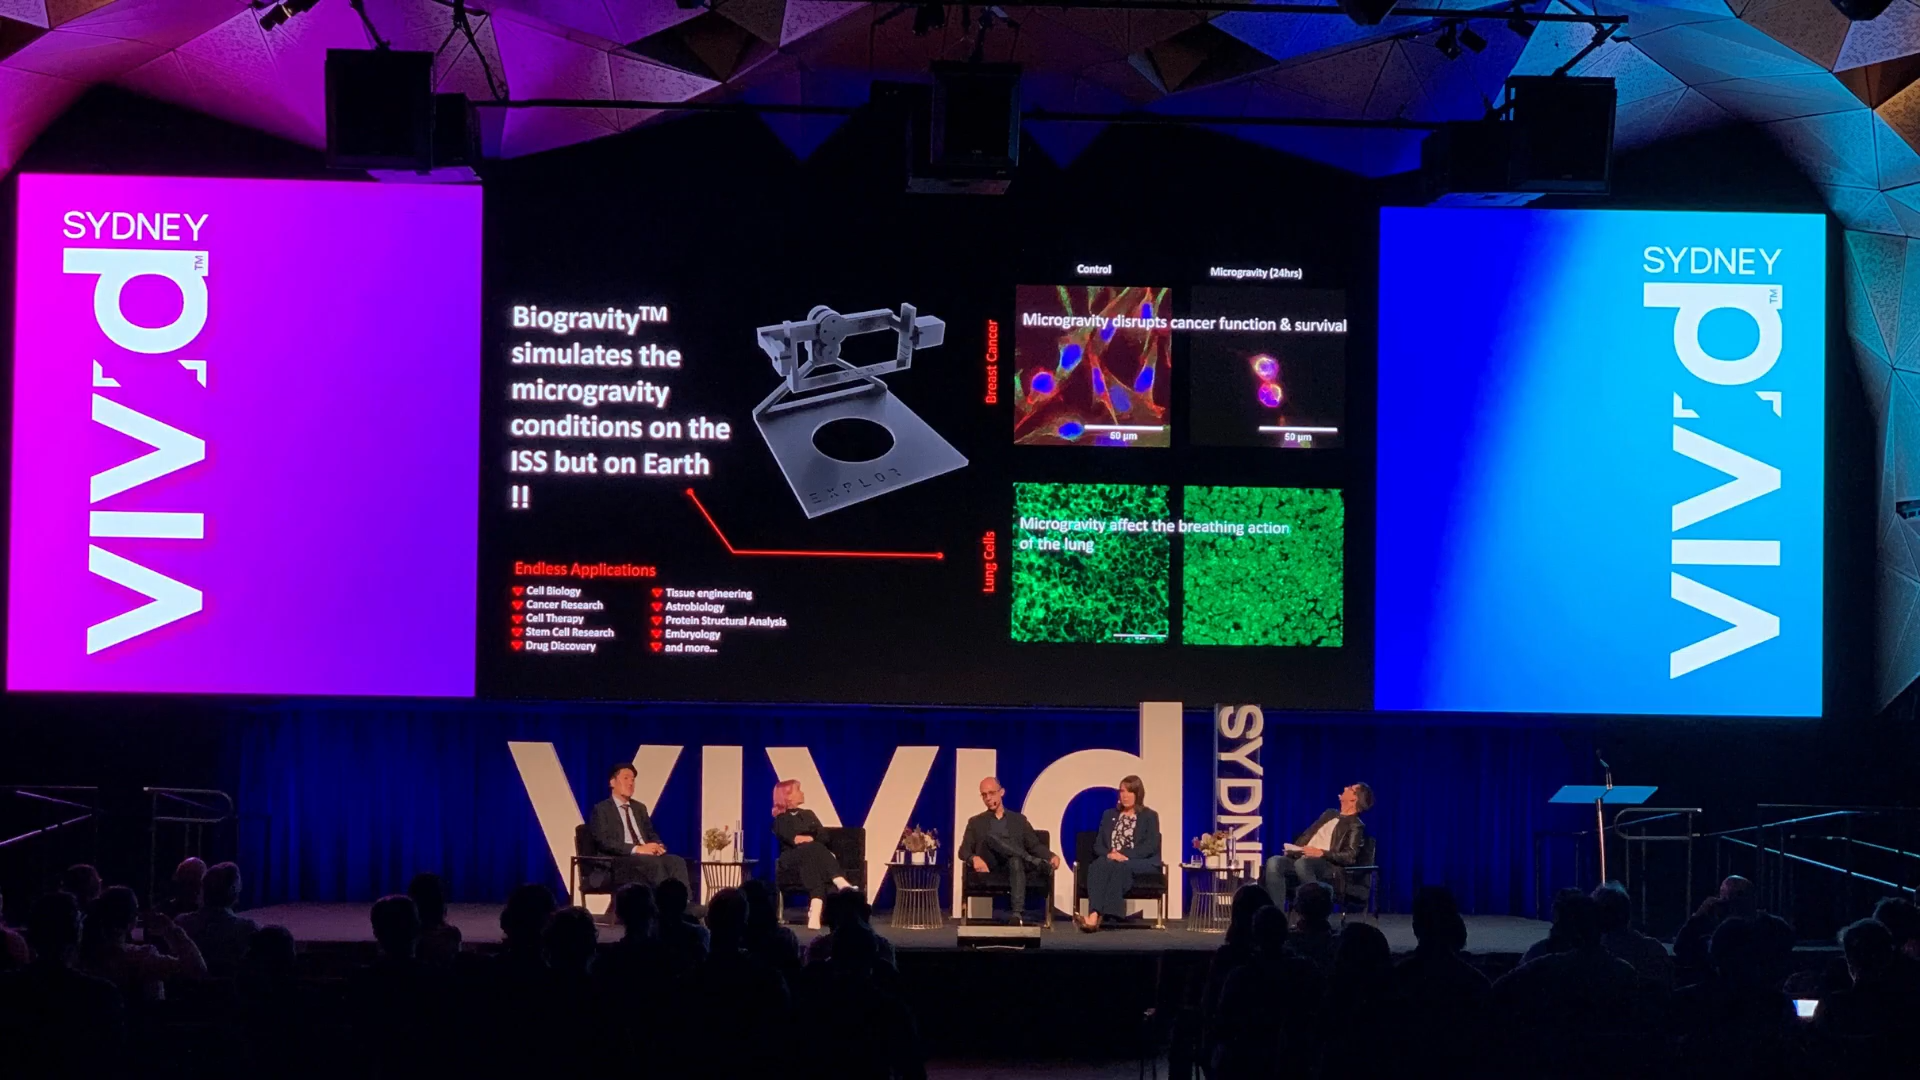 SYDNEY
VIVID
TM
Biogravity™
simulates the
microgravity
conditions on the
ISS but on Earth
!!
EXPLOR
Endless Applications
Cell Biology
Cancer Research
Cell Therapy
Stem Cell Research
Drug Discovery
Tissue engineering
Astrobiology
Protein Structural Analysis
Embryology
and more...
Control
Microgravity (24hrs)
Breast Cancer
Microgravity disrupts cancer function & survival
50 µm
50 µm
Lung Cells
Microgravity affect the breathing action
of the lung
SYDNEY
VIVID
TM
VIVID
SYDNE